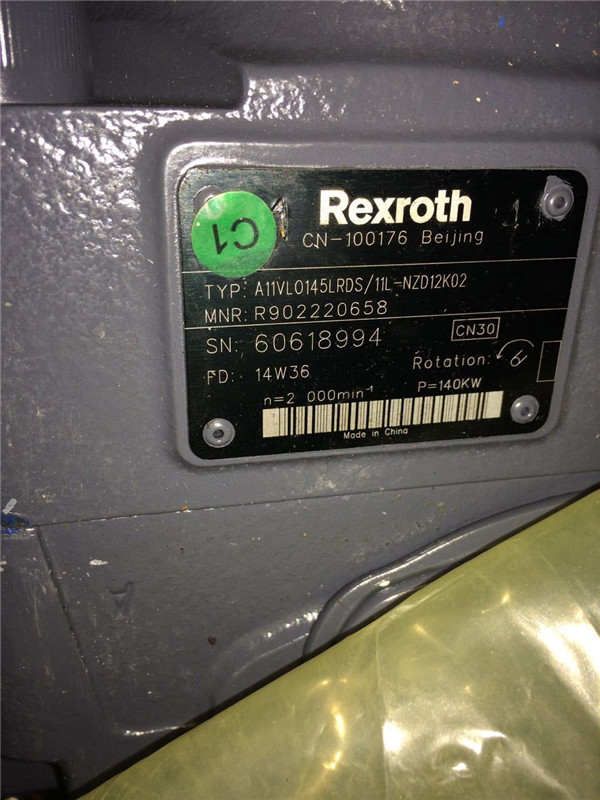 Rexroth
C1
CN-100176 Beijing
TYP: A11VLO145LRDS/11L-NZD12K02
MNR: R902220658
SN: 60618994
CN30
FD: 14W36
Rotation:
n=2 000min-1 P=140KW
Made in China
A